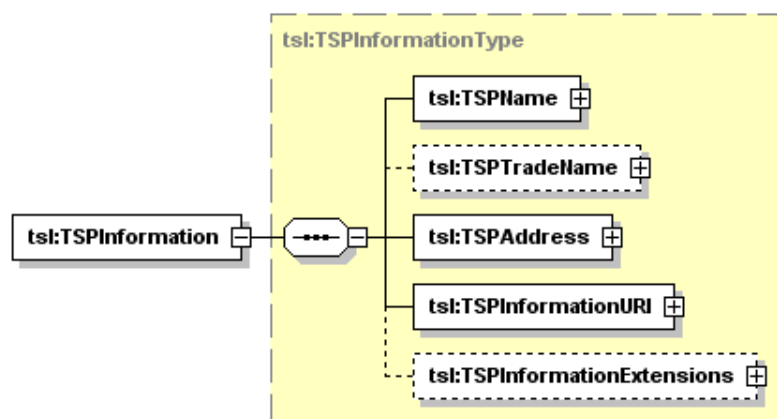 tsl:TSPInformationType
tsl:TSPName
tsl:TSPTradeName
tsl:TSPInformation
tsl:TSPAddress
tsl:TSPInformationURI
tsl:TSPInformationExtensions